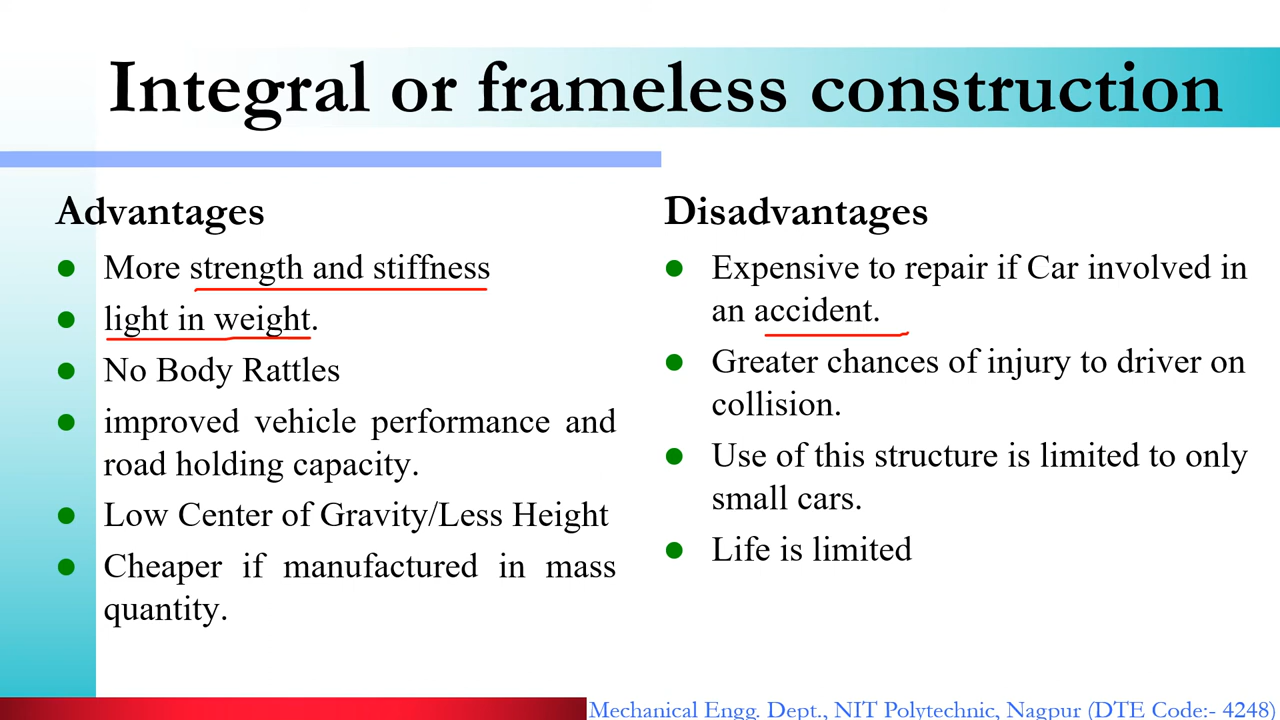 Integral or frameless construction
Advantages
More strength and stiffness
light in weight.
No Body Rattles
improved vehicle performance and
road holding capacity.
Low Center of Gravity/Less Height
Cheaper if manufactured in mass
quantity.
Disadvantages
Expensive to repair if Car involved in
an accident.
Greater chances of injury to driver on
collision.
Use of this structure is limited to only
small cars.
Life is limited
Mechanical Engg. Dept., NIT Polytechnic, Nagpur (DTE Code:- 4248)